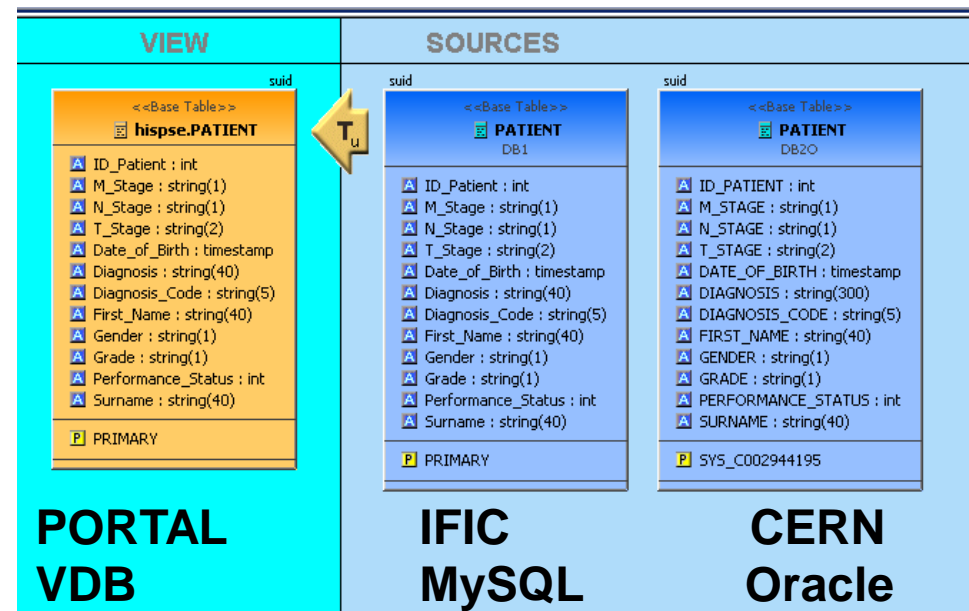 VIEW
SOURCES
suid
<<Base Table>>
hispse.PATIENT
A ID_Patient : int
A M_Stage : string(1)
A N_Stage : string(1)
A T_Stage : string(2)
A Date_of_Birth : timestamp
A Diagnosis : string(40)
A Diagnosis_Code : string(5)
A First_Name : string(40)
A Gender : string(1)
A Grade : string(1)
A Performance_Status : int
A Surname : string(40)
P PRIMARY
Tu
suid
<<Base Table>>
PATIENT
DB1
A ID_Patient : int
A M_Stage : string(1)
A N_Stage : string(1)
A T_Stage : string(2)
A Date_of_Birth : timestamp
A Diagnosis : string(40)
A Diagnosis_Code : string(5)
A First_Name : string(40)
A Gender : string(1)
A Grade : string(1)
A Performance_Status : int
A Surname : string(40)
P PRIMARY
suid
<<Base Table>>
PATIENT
DB2O
A ID_PATIENT : int
A M_STAGE : string(1)
A N_STAGE : string(1)
A T_STAGE : string(2)
A DATE_OF_BIRTH : timestamp
A DIAGNOSIS : string(300)
A DIAGNOSIS_CODE : string(5)
A FIRST_NAME : string(40)
A GENDER : string(1)
A GRADE : string(1)
A PERFORMANCE_STATUS : int
A SURNAME : string(40)
P SYS_C002944195
PORTAL
VDB
IFIC
MySQL
CERN
Oracle